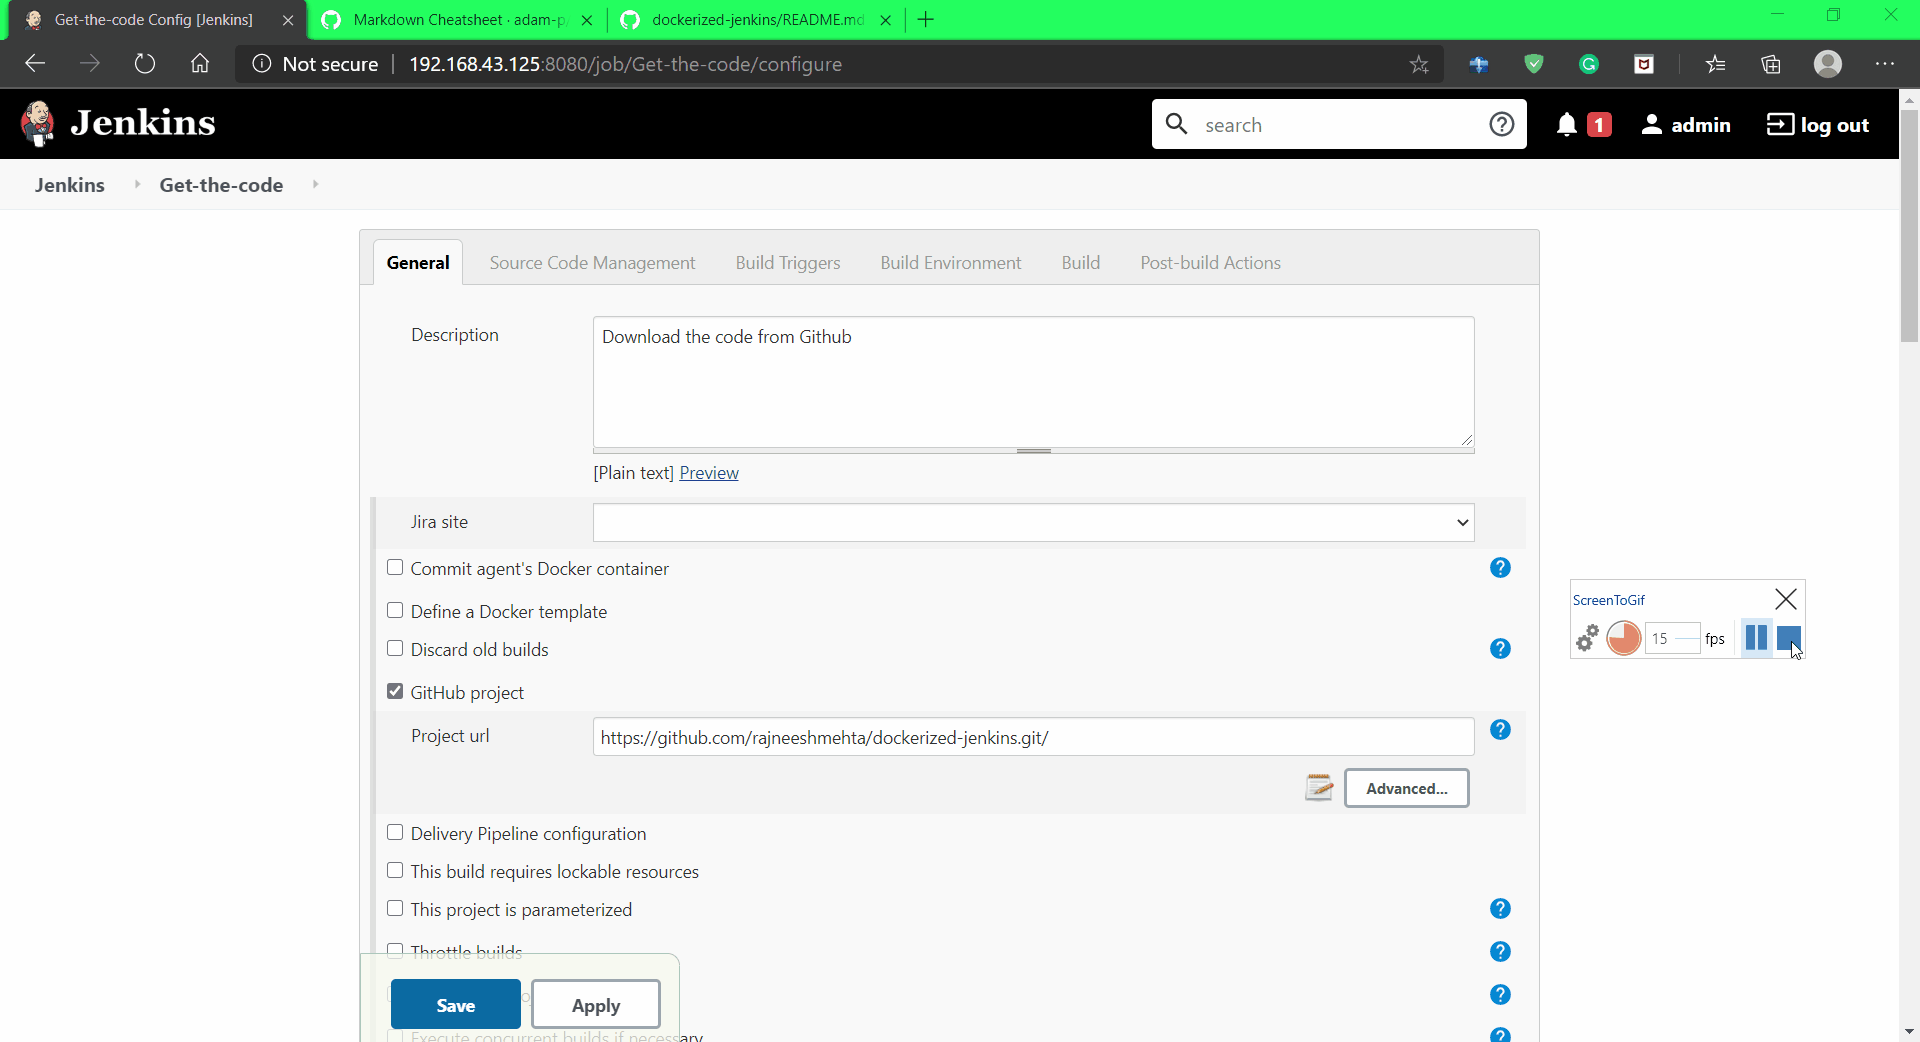 Get-the-code Config [Jenkins]
Markdown Cheatsheet · adam-p
dockerized-jenkins/README.md
Not secure
192.168.43.125:8080/job/Get-the-code/configure
Jenkins
search
1
admin
log out
Jenkins
Get-the-code
General
Source Code Management
Build Triggers
Build Environment
Build
Post-build Actions
Description
Download the code from Github
[Plain text] Preview
Jira site
Commit agent's Docker container
Define a Docker template
Discard old builds
GitHub project
Project url
https://github.com/rajneeshmehta/dockerized-jenkins.git/
Advanced...
Delivery Pipeline configuration
This build requires lockable resources
This project is parameterized
Throttle builds
Save
Apply
Execute concurrent builds if necessary
ScreenToGif
15
fps